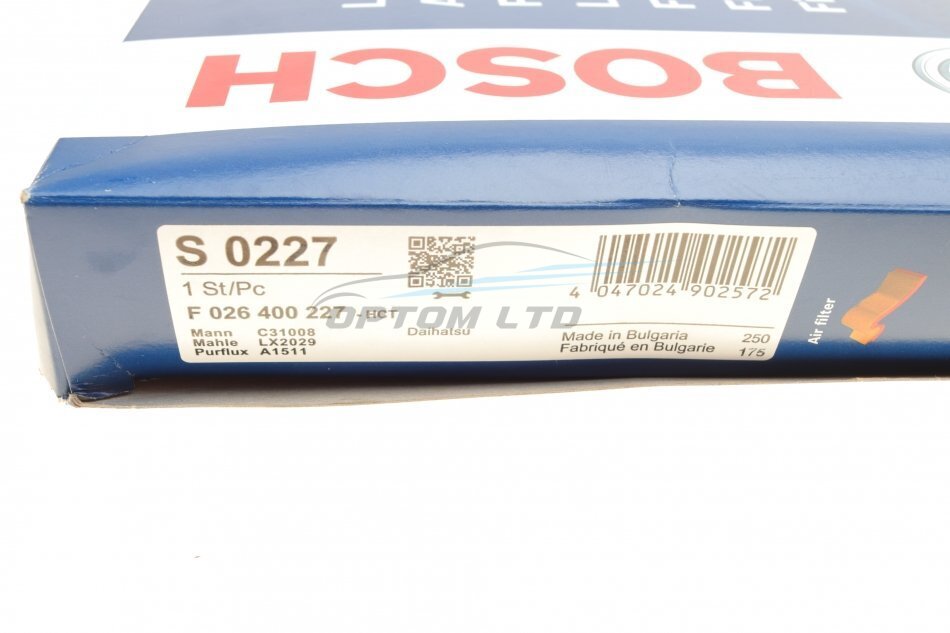 BOSCH
S 0227
1 St/Pc
F 026 400 227 - HCT
Mann C31008
Mahle LX2029
Purflux A1511
Daihatsu
4 047024 902572
Made in Bulgaria 250
Fabriqué en Bulgarie 175
Air filter
OPTOM LTD